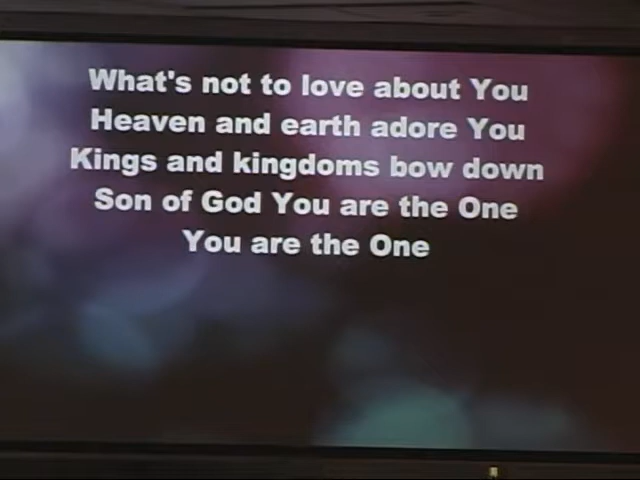 What's not to love about You
Heaven and earth adore You
Kings and kingdoms bow down
Son of God You are the One
You are the One